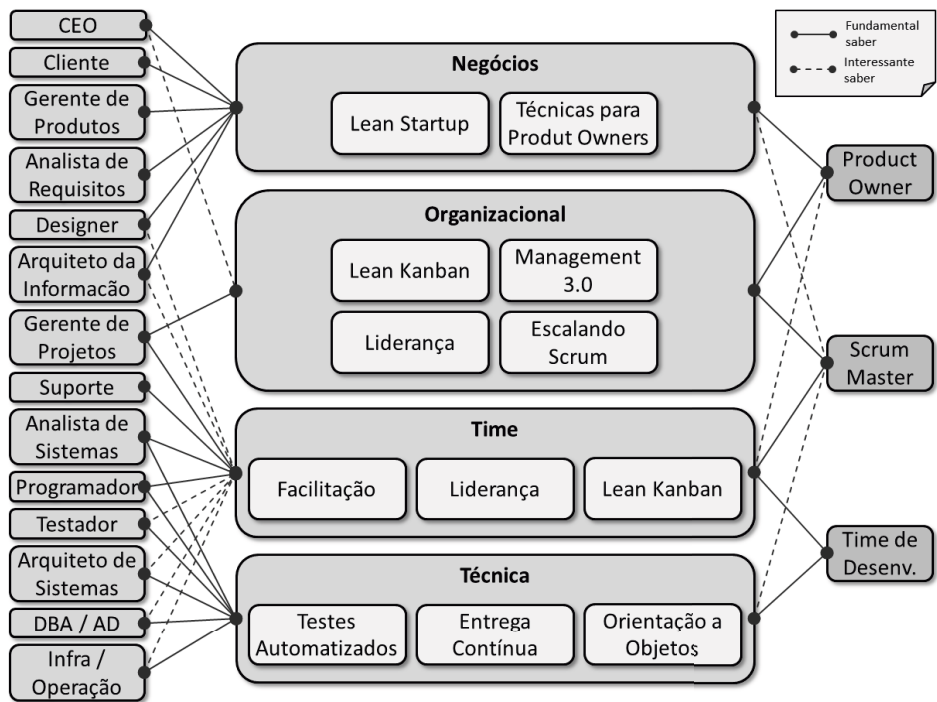 CEO
Cliente
Gerente de
Produtos
Analista de
Requisitos
Designer
Arquiteto da
Informacão
Gerente de
Projetos
Suporte
Analista de
Sistemas
Programador
Testador
Arquiteto de
Sistemas
DBA / AD
Infra /
Operação
Negócios
Lean Startup
Técnicas para
Produt Owners
Organizacional
Lean Kanban
Management
3.0
Liderança
Escalando
Scrum
Time
Facilitação
Liderança
Lean Kanban
Técnica
Testes
Automatizados
Entrega
Contínua
Orientação a
Objetos
Fundamental
saber
Interessante
saber
Product
Owner
Scrum
Master
Time de
Desenv.